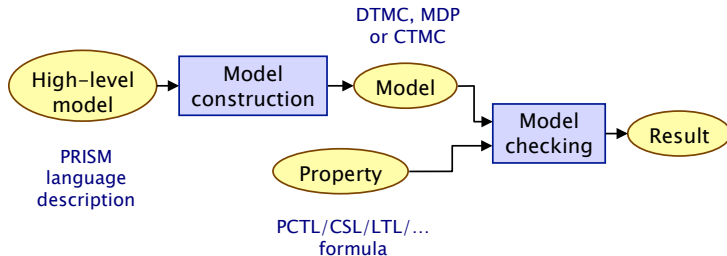 DTMC, MDP
or CTMC
High-level
model
Model
construction
Model
Model
checking
Result
PRISM
language
description
Property
PCTL/CSL/LTL/…
formula